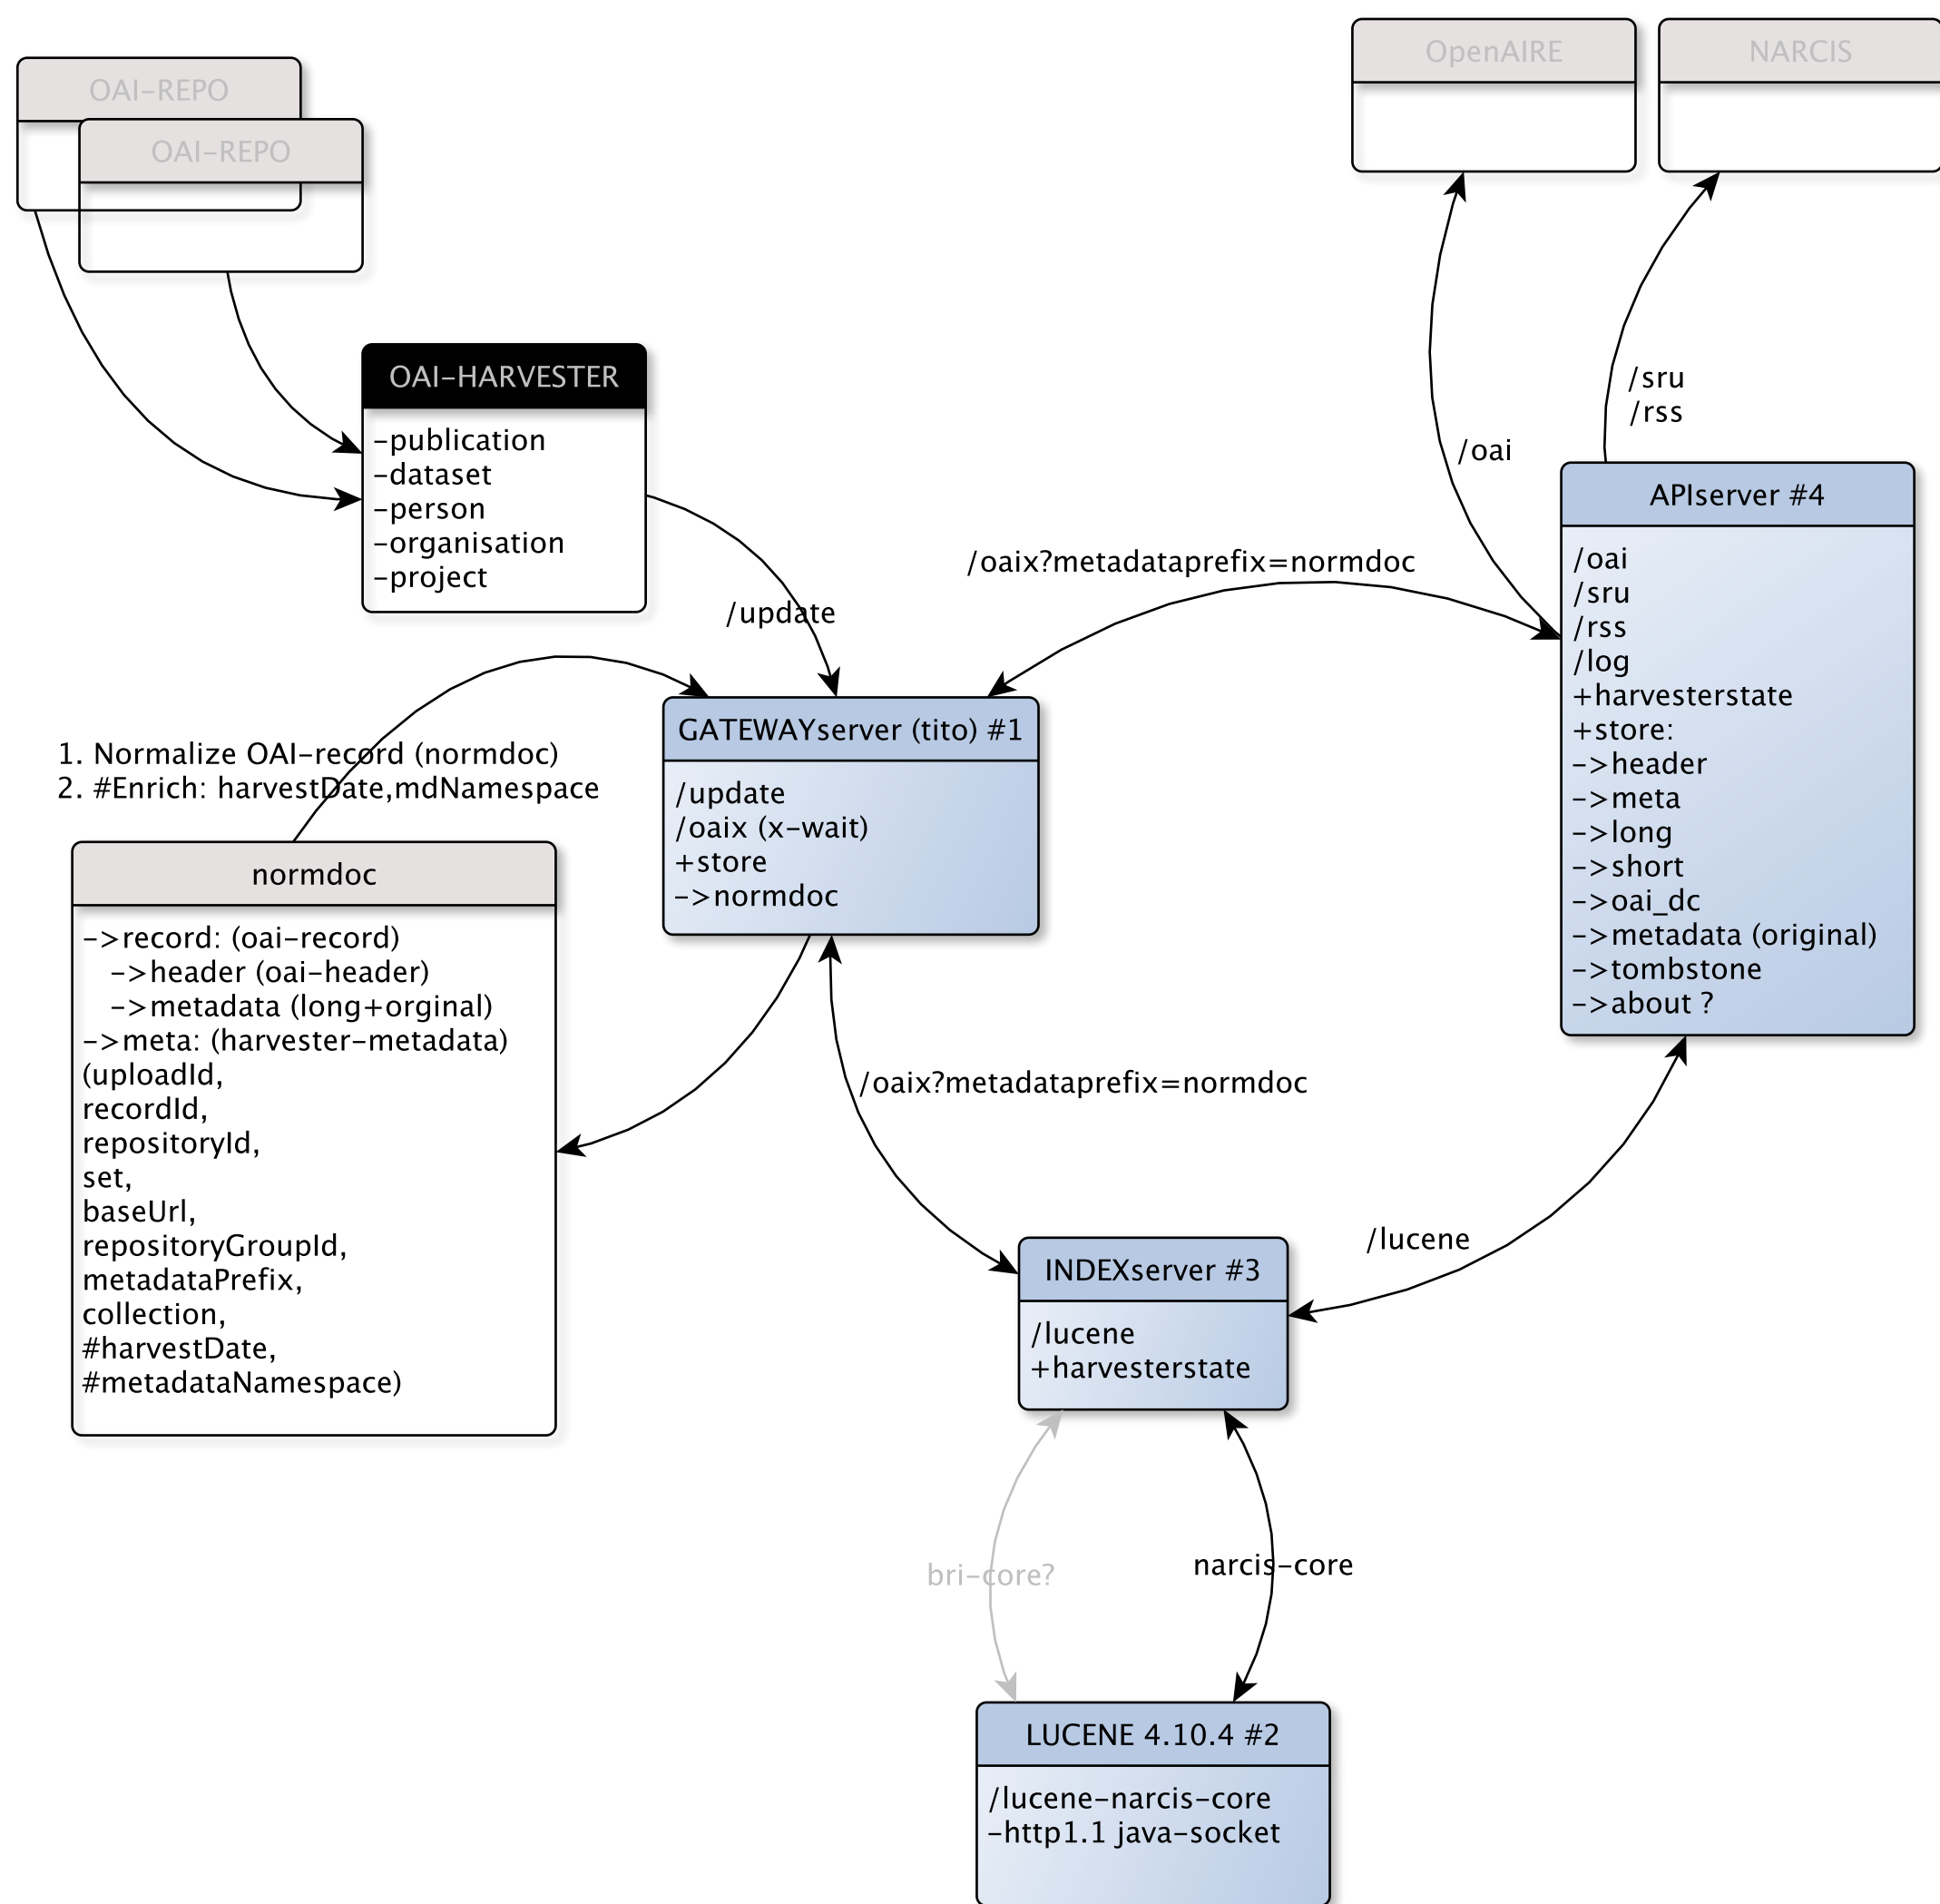 OAI-REPO
OAI-REPO
OpenAIRE
NARCIS
OAI-HARVESTER
-publication
-dataset
-person
-organisation
-project
/update
/oaix?metadataprefix=normdoc
/oai
/sru
/rss
APIserver #4
/oai
/sru
/rss
/log
+harvesterstate
+store:
->header
->meta
->long
->short
->oai_dc
->metadata (original)
->tombstone
->about ?
GATEWAYserver (tito) #1
/update
/oaix (x-wait)
+store
->normdoc
1. Normalize OAI-record (normdoc)
2. #Enrich: harvestDate,mdNamespace
normdoc
->record: (oai-record)
->header (oai-header)
->metadata (long+orginal)
->meta: (harvester-metadata)
(uploadId,
recordId,
repositoryId,
set,
baseUrl,
repositoryGroupId,
metadataPrefix,
collection,
#harvestDate,
#metadataNamespace)
/oaix?metadataprefix=normdoc
/lucene
INDEXserver #3
/lucene
+harvesterstate
bri-core?
narcis-core
LUCENE 4.10.4 #2
/lucene-narcis-core
-http1.1 java-socket